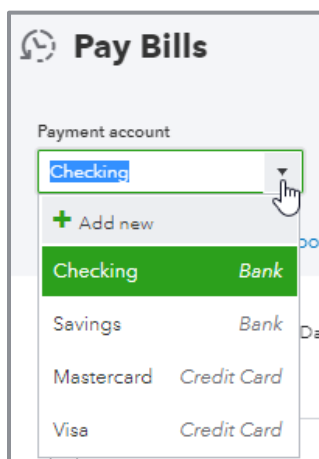 Pay Bills
Payment account
Checking
+ Add new
Checking Bank
Savings Bank
Mastercard Credit Card
Visa Credit Card